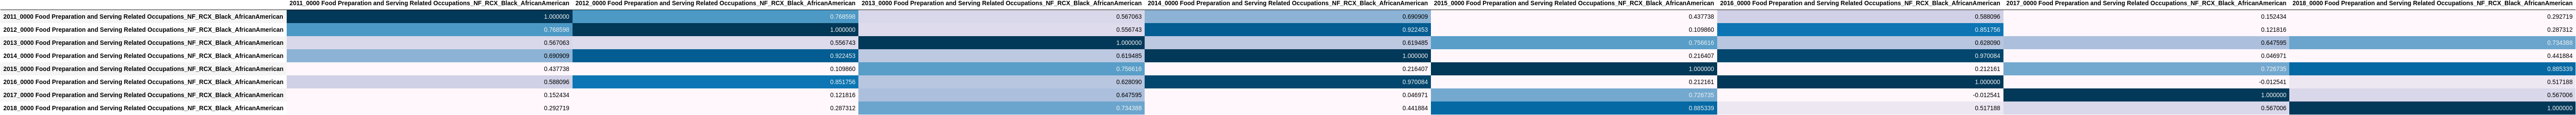 2011_0000 Food Preparation and Serving Related Occupations_NF_RCX_Black_AfricanAmerican 2012_0000 Food Preparation and Serving Related Occupations_NF_RCX_Black_AfricanAmerican 2013_0000 Food Preparation and Serving Related Occupations_NF_RCX_Black_AfricanAmerican 2014_0000 Food Preparation and Serving Related Occupations_NF_RCX_Black_AfricanAmerican 2015_0000 Food Preparation and Serving Related Occupations_NF_RCX_Black_AfricanAmerican 2016_0000 Food Preparation and Serving Related Occupations_NF_RCX_Black_AfricanAmerican 2017_0000 Food Preparation and Serving Related Occupations_NF_RCX_Black_AfricanAmerican 2018_0000 Food Preparation and Serving Related Occupations_NF_RCX_Black_AfricanAmerican
2011_0000 Food Preparation and Serving Related Occupations_NF_RCX_Black_AfricanAmerican 1.000000 0.768598 0.567063 0.690909 0.437738 0.588096 0.152434 0.292719
2012_0000 Food Preparation and Serving Related Occupations_NF_RCX_Black_AfricanAmerican 0.768598 1.000000 0.556743 0.922453 0.109860 0.851756 0.121816 0.287312
2013_0000 Food Preparation and Serving Related Occupations_NF_RCX_Black_AfricanAmerican 0.567063 0.556743 1.000000 0.619485 0.756616 0.628090 0.647595 0.734388
2014_0000 Food Preparation and Serving Related Occupations_NF_RCX_Black_AfricanAmerican 0.690909 0.922453 0.619485 1.000000 0.216407 0.970084 0.046971 0.441884
2015_0000 Food Preparation and Serving Related Occupations_NF_RCX_Black_AfricanAmerican 0.437738 0.109860 0.756616 0.216407 1.000000 0.212161 0.726735 0.885339
2016_0000 Food Preparation and Serving Related Occupations_NF_RCX_Black_AfricanAmerican 0.588096 0.851756 0.628090 0.970084 0.212161 1.000000 -0.012541 0.517188
2017_0000 Food Preparation and Serving Related Occupations_NF_RCX_Black_AfricanAmerican 0.152434 0.121816 0.647595 0.046971 0.726735 -0.012541 1.000000 0.567006
2018_0000 Food Preparation and Serving Related Occupations_NF_RCX_Black_AfricanAmerican 0.292719 0.287312 0.734388 0.441884 0.885339 0.517188 0.567006 1.000000